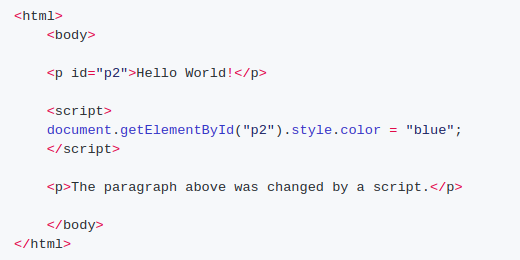 <html>
<body>
<p id="p2">Hello World!</p>
<script>
document.getElementById("p2").style.color = "blue";
</script>
<p>The paragraph above was changed by a script.</p>
</body>
</html>